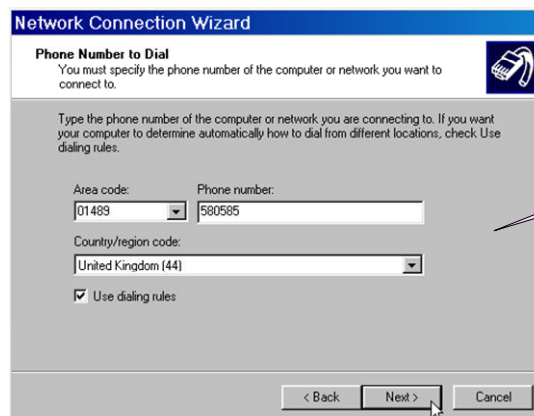 Network Connection Wizard
Phone Number to Dial
You must specify the phone number of the computer or network you want to
connect to.
Type the phone number of the computer or network you are connecting to. If you want
your computer to determine automatically how to dial from different locations, check Use
dialing rules.
Area code: Phone number:
01489 580585
Country/region code:
United Kingdom (44)
Use dialing rules
< Back Next > Cancel